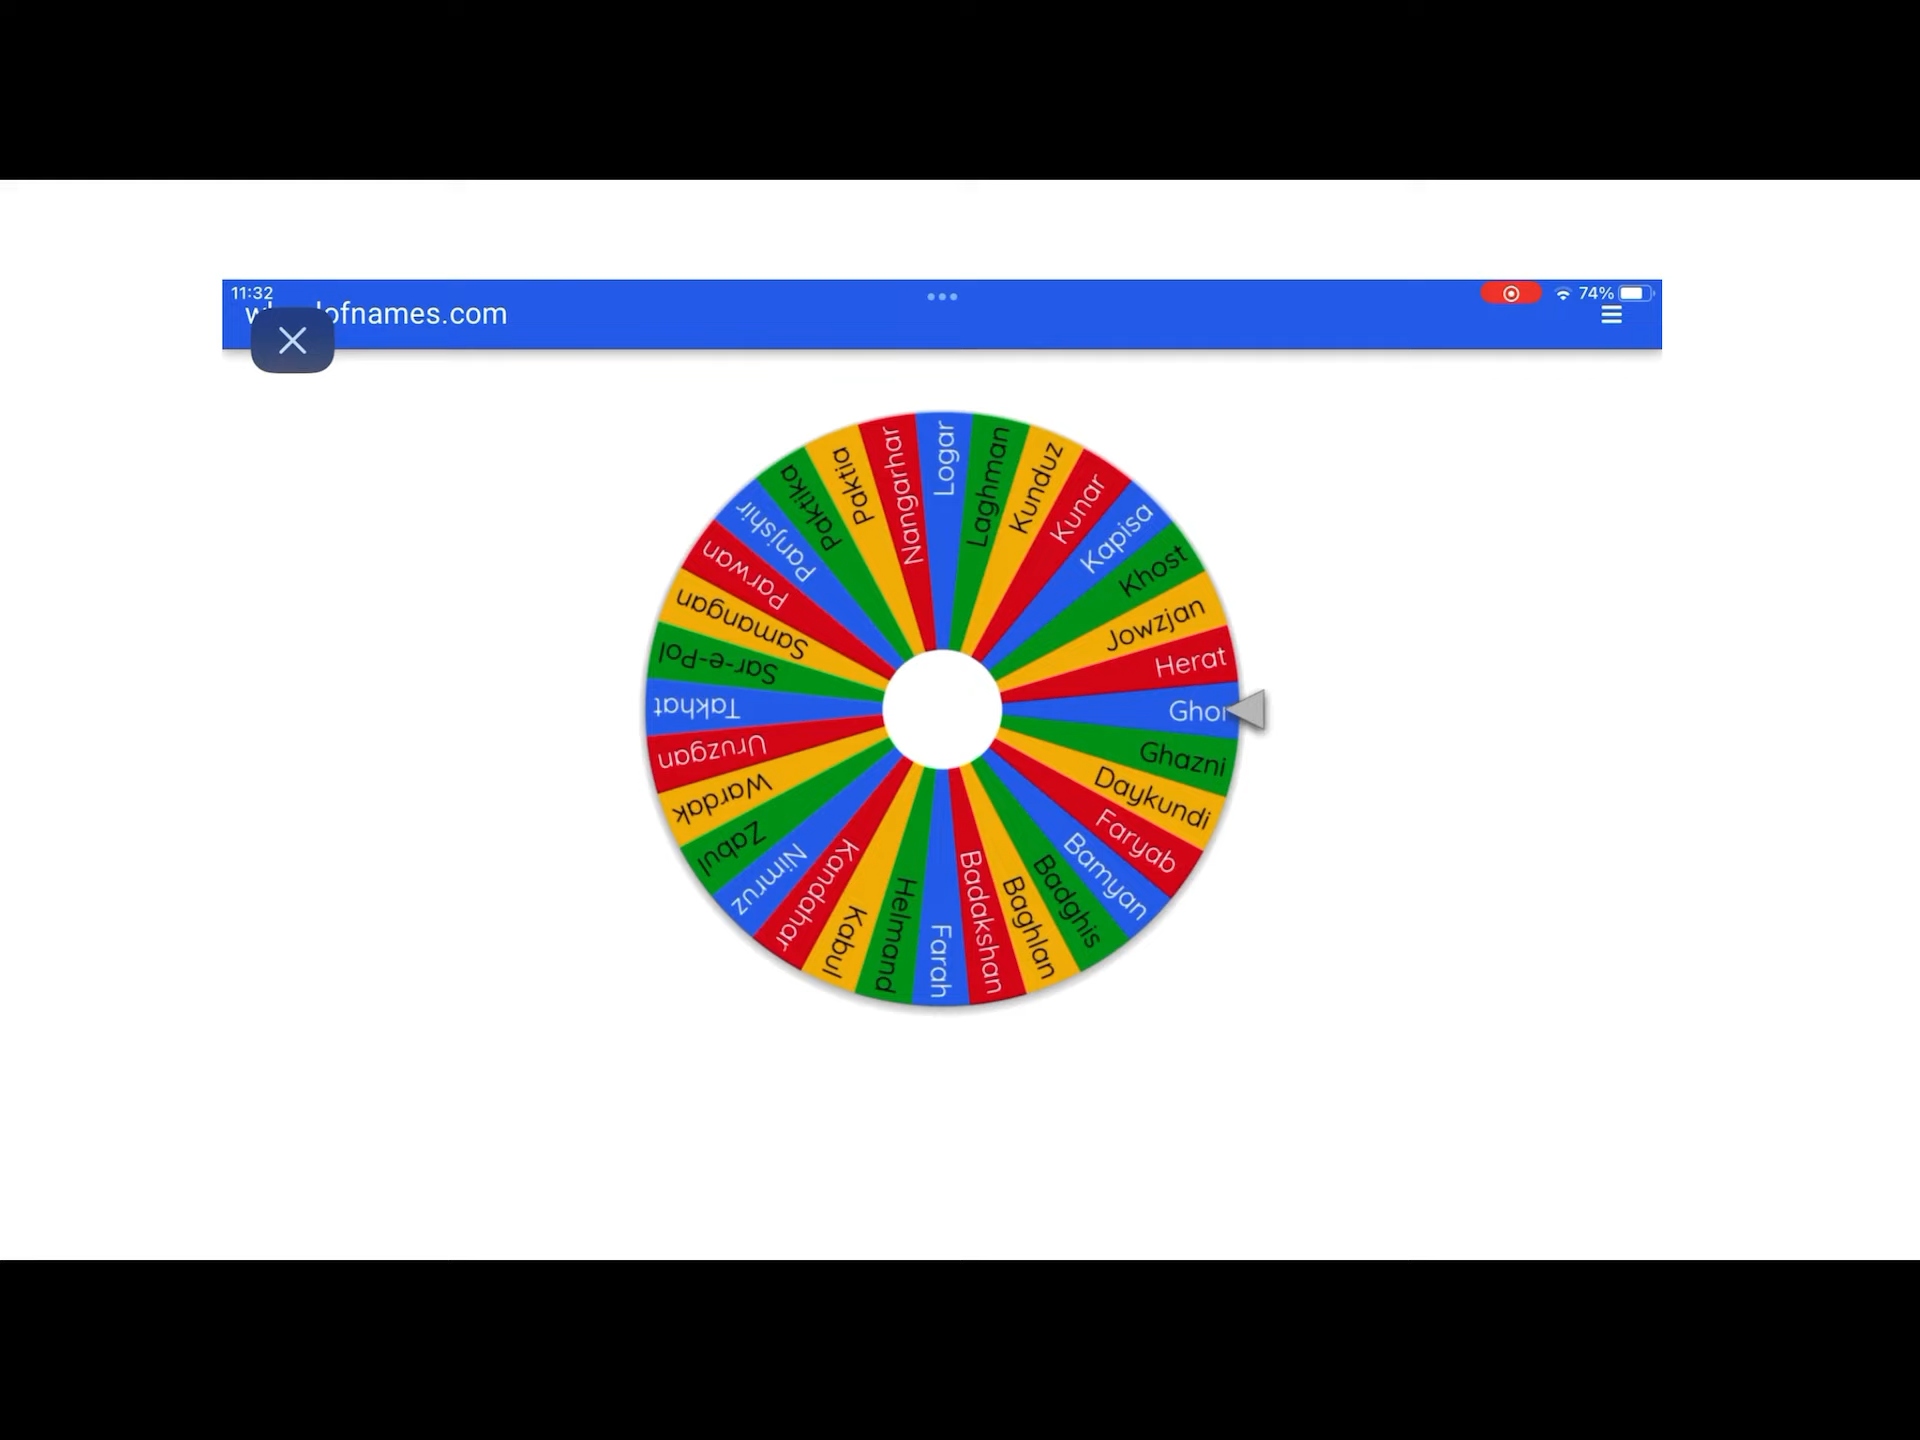 11:32
74%
ofnames.com
Logar
Laghman
Kunduz
Kunar
Kapisa
Khost
Jowzjan
Herat
Ghor
Ghazni
Daykundi
Faryab
Bamyan
Badghis
Baghlan
Badakshan
Farah
Helmand
Kabul
Kandahar
Nimruz
Zabul
Wardak
Uruzgan
Takhat
Sar-e-Pol
Samangan
Parwan
Panjshir
Paktika
Paktia
Nangarhar